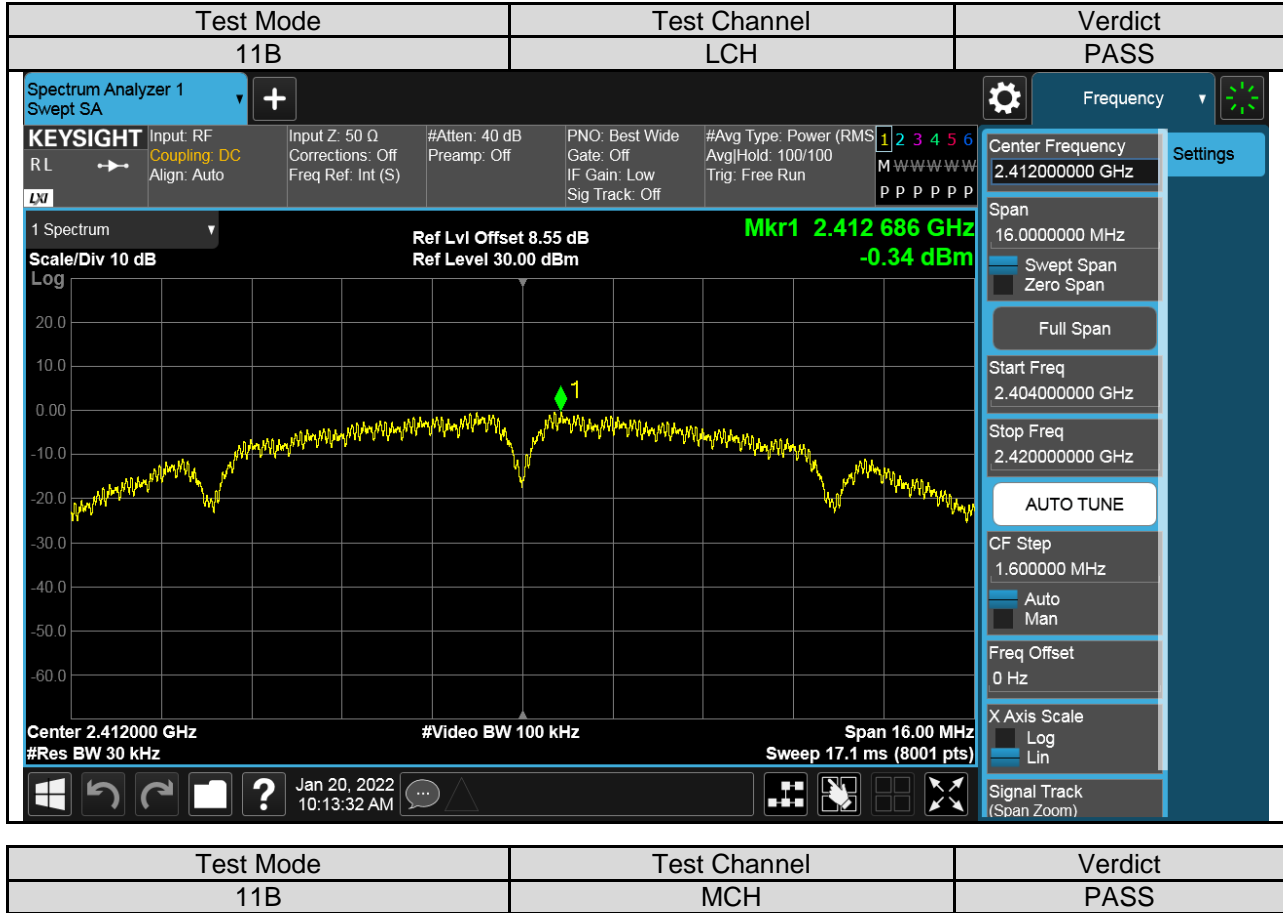 Test Mode Test Channel Verdict
11B LCH PASS
Spectrum Analyzer 1
Swept SA
Frequency
KEYSIGHT
R L
LXI
Input: RF
Coupling: DC
Align: Auto
Input Z: 50 Ω
Corrections: Off
Freq Ref: Int (S)
#Atten: 40 dB
Preamp: Off
PNO: Best Wide
Gate: Off
IF Gain: Low
Sig Track: Off
#Avg Type: Power (RMS
Avg|Hold: 100/100
Trig: Free Run
1 2 3 4 5 6
M W W W W W
P P P P P P
1 Spectrum
Scale/Div 10 dB
Ref Lvl Offset 8.55 dB
Ref Level 30.00 dBm
Mkr1 2.412 686 GHz
-0.34 dBm
Log
20.0
10.0
0.00
-10.0
-20.0
-30.0
-40.0
-50.0
-60.0
1
Center 2.412000 GHz
#Video BW 100 kHz
Span 16.00 MHz
#Res BW 30 kHz
Sweep 17.1 ms (8001 pts)
?
Jan 20, 2022
10:13:32 AM
Center Frequency
2.412000000 GHz
Settings
Span
16.0000000 MHz
Swept Span
Zero Span
Full Span
Start Freq
2.404000000 GHz
Stop Freq
2.420000000 GHz
AUTO TUNE
CF Step
1.600000 MHz
Auto
Man
Freq Offset
0 Hz
X Axis Scale
Log
Lin
Signal Track
(Span Zoom)
Test Mode Test Channel Verdict
11B MCH PASS